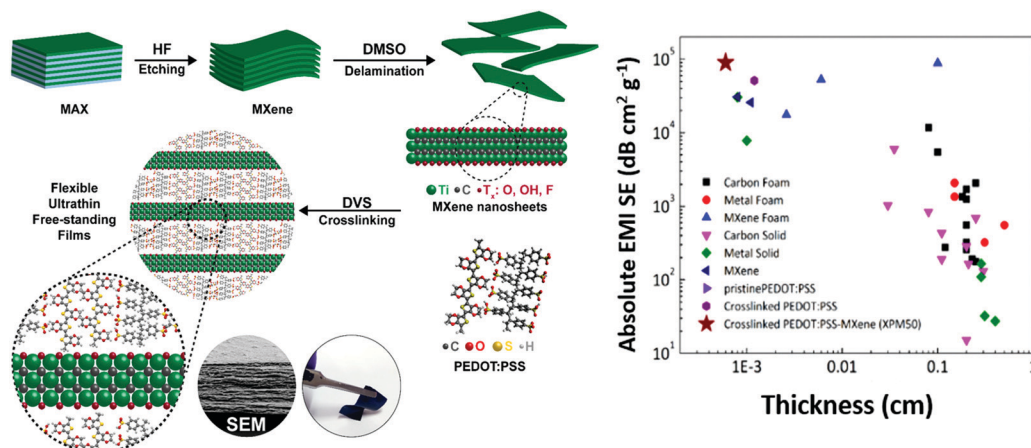 HF
Etching
DMSO
Delamination
MAX
MXene
Flexible
Ultrathin
Free-standing
Films
DVS
Crosslinking
Ti C Tx: O, OH, F
MXene nanosheets
C O S H
PEDOT:PSS
SEM
Absolute EMI SE (dB cm² g⁻¹)
10⁵
10⁴
10³
10²
10¹
Carbon Foam
Metal Foam
MXene Foam
Carbon Solid
Metal Solid
MXene
pristinePEDOT:PSS
Crosslinked PEDOT:PSS
Crosslinked PEDOT:PSS-MXene (XPM50)
1E-3 0.01 0.1 1
Thickness (cm)